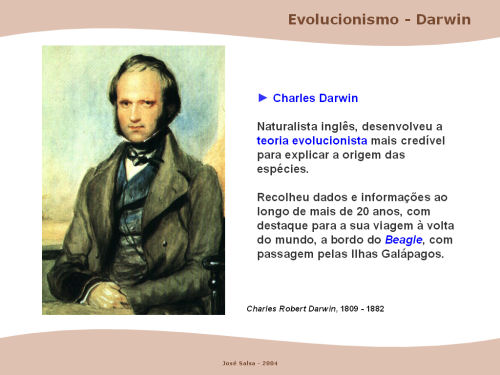 Evolucionismo - Darwin
► Charles Darwin
Naturalista inglês, desenvolveu a
teoria evolucionista mais credível
para explicar a origem das
espécies.
Recolheu dados e informações ao
longo de mais de 20 anos, com
destaque para a sua viagem à volta
do mundo, a bordo do Beagle, com
passagem pelas Ilhas Galápagos.
Charles Robert Darwin, 1809 - 1882
José Salsa - 2004